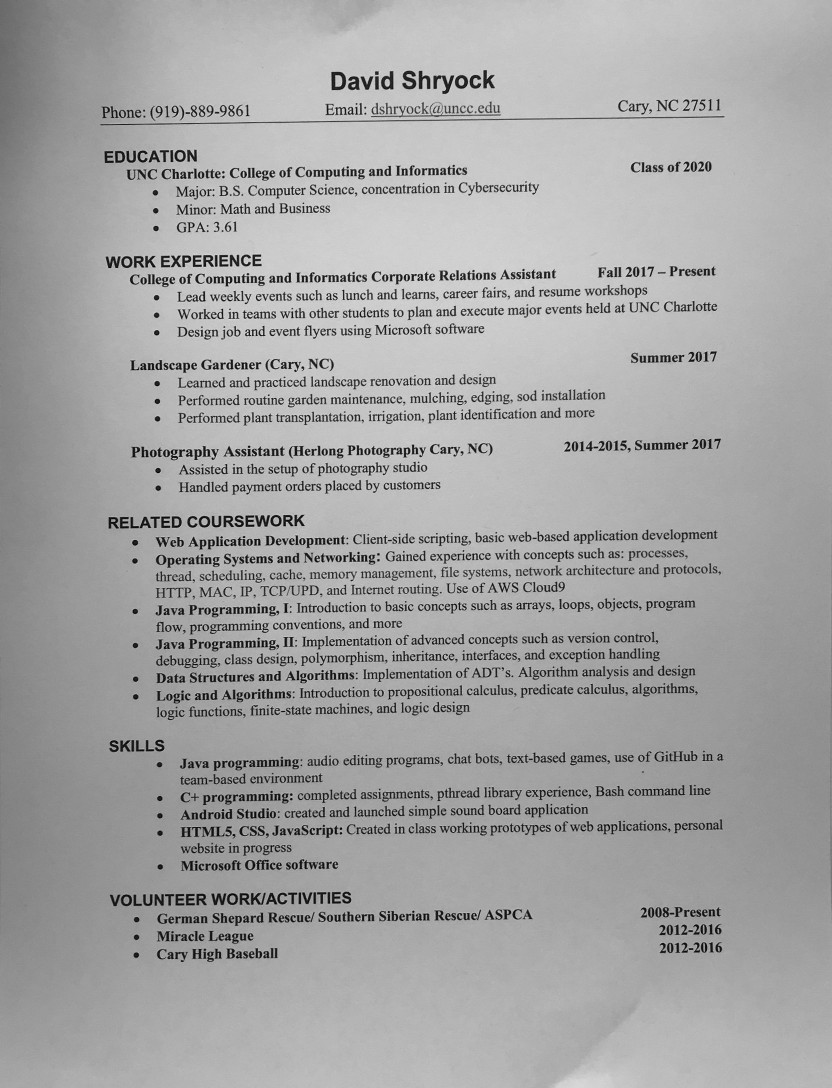 David Shryock
Phone: (919)-889-9861 Email: dshryock@uncc.edu Cary, NC 27511
EDUCATION
UNC Charlotte: College of Computing and Informatics Class of 2020
• Major: B.S. Computer Science, concentration in Cybersecurity
• Minor: Math and Business
• GPA: 3.61
WORK EXPERIENCE
College of Computing and Informatics Corporate Relations Assistant Fall 2017 – Present
• Lead weekly events such as lunch and learns, career fairs, and resume workshops
• Worked in teams with other students to plan and execute major events held at UNC Charlotte
• Design job and event flyers using Microsoft software
Landscape Gardener (Cary, NC) Summer 2017
• Learned and practiced landscape renovation and design
• Performed routine garden maintenance, mulching, edging, sod installation
• Performed plant transplantation, irrigation, plant identification and more
Photography Assistant (Herlong Photography Cary, NC) 2014-2015, Summer 2017
• Assisted in the setup of photography studio
• Handled payment orders placed by customers
RELATED COURSEWORK
• Web Application Development: Client-side scripting, basic web-based application development
• Operating Systems and Networking: Gained experience with concepts such as: processes,
thread, scheduling, cache, memory management, file systems, network architecture and protocols,
HTTP, MAC, IP, TCP/UPD, and Internet routing. Use of AWS Cloud9
• Java Programming, I: Introduction to basic concepts such as arrays, loops, objects, program
flow, programming conventions, and more
• Java Programming, II: Implementation of advanced concepts such as version control,
debugging, class design, polymorphism, inheritance, interfaces, and exception handling
• Data Structures and Algorithms: Implementation of ADT's. Algorithm analysis and design
• Logic and Algorithms: Introduction to propositional calculus, predicate calculus, algorithms,
logic functions, finite-state machines, and logic design
SKILLS
• Java programming: audio editing programs, chat bots, text-based games, use of GitHub in a
team-based environment
• C+ programming: completed assignments, pthread library experience, Bash command line
• Android Studio: created and launched simple sound board application
• HTML5, CSS, JavaScript: Created in class working prototypes of web applications, personal
website in progress
• Microsoft Office software
VOLUNTEER WORK/ACTIVITIES
• German Shepard Rescue/ Southern Siberian Rescue/ ASPCA 2008-Present
• Miracle League 2012-2016
• Cary High Baseball 2012-2016